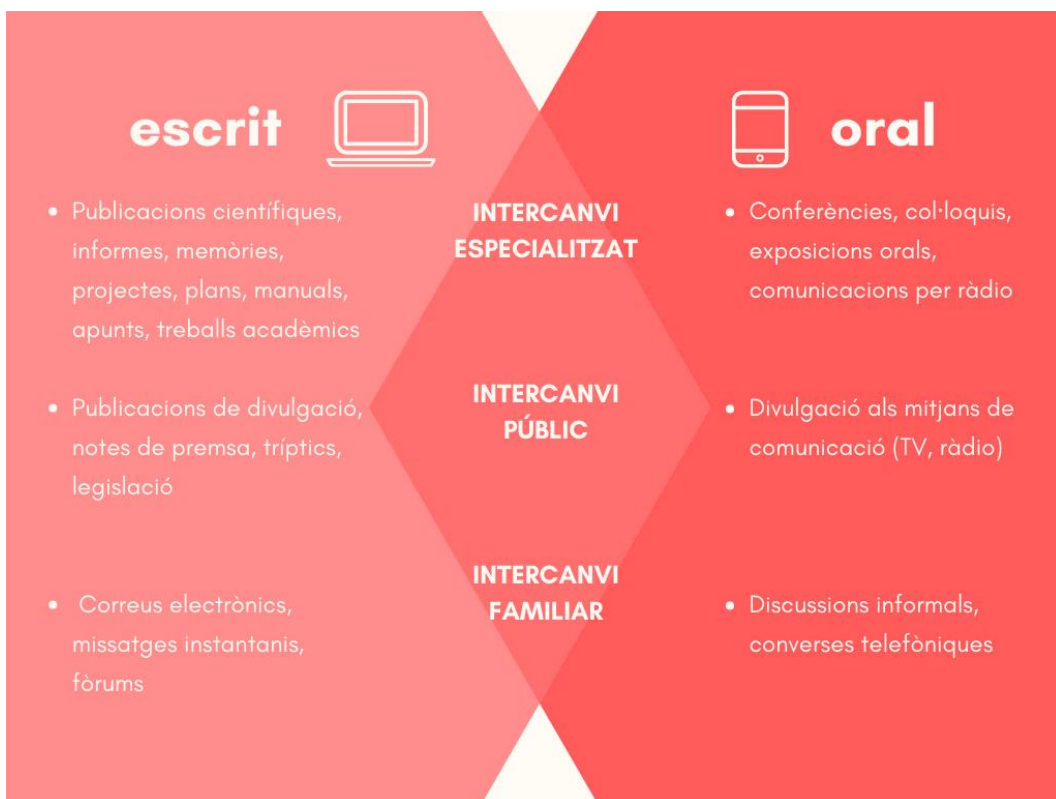 escrit
oral
INTERCANVI
ESPECIALITZAT
• Publicacions científiques,
informes, memòries,
projectes, plans, manuals,
apunts, treballs acadèmics
• Conferències, col·loquis,
exposicions orals,
comunicacions per ràdio
INTERCANVI
PÚBLIC
• Publicacions de divulgació,
notes de premsa, tríptics,
legislació
• Divulgació als mitjans de
comunicació (TV, ràdio)
INTERCANVI
FAMILIAR
• Correus electrònics,
missatges instantanis,
fòrums
• Discussions informals,
converses telefòniques